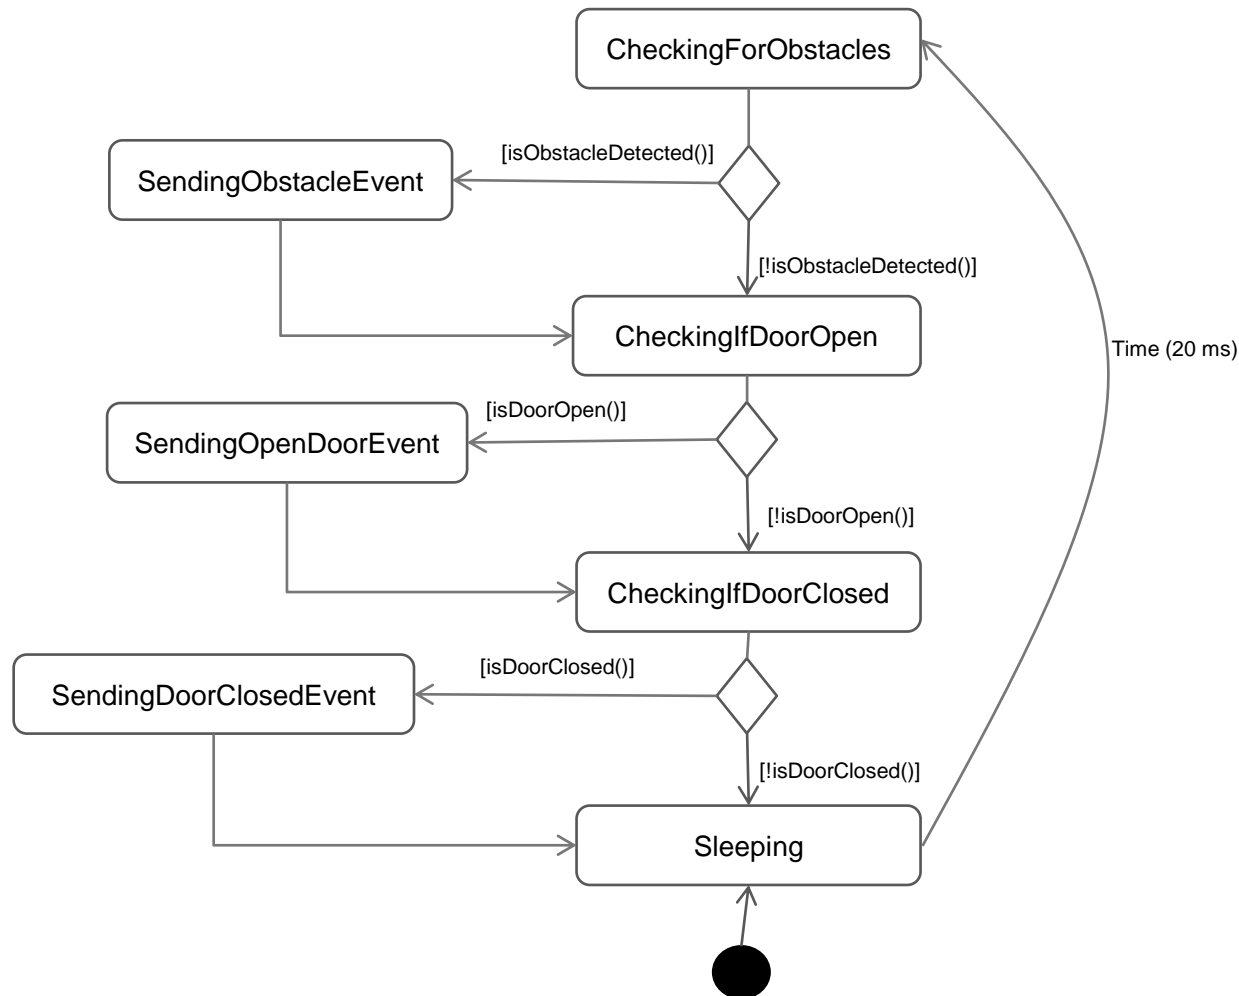 CheckingForObstacles
[isObstacleDetected()]
SendingObstacleEvent
[!isObstacleDetected()]
CheckingIfDoorOpen
Time (20 ms)
[isDoorOpen()]
SendingOpenDoorEvent
[!isDoorOpen()]
CheckingIfDoorClosed
[isDoorClosed()]
SendingDoorClosedEvent
[!isDoorClosed()]
Sleeping